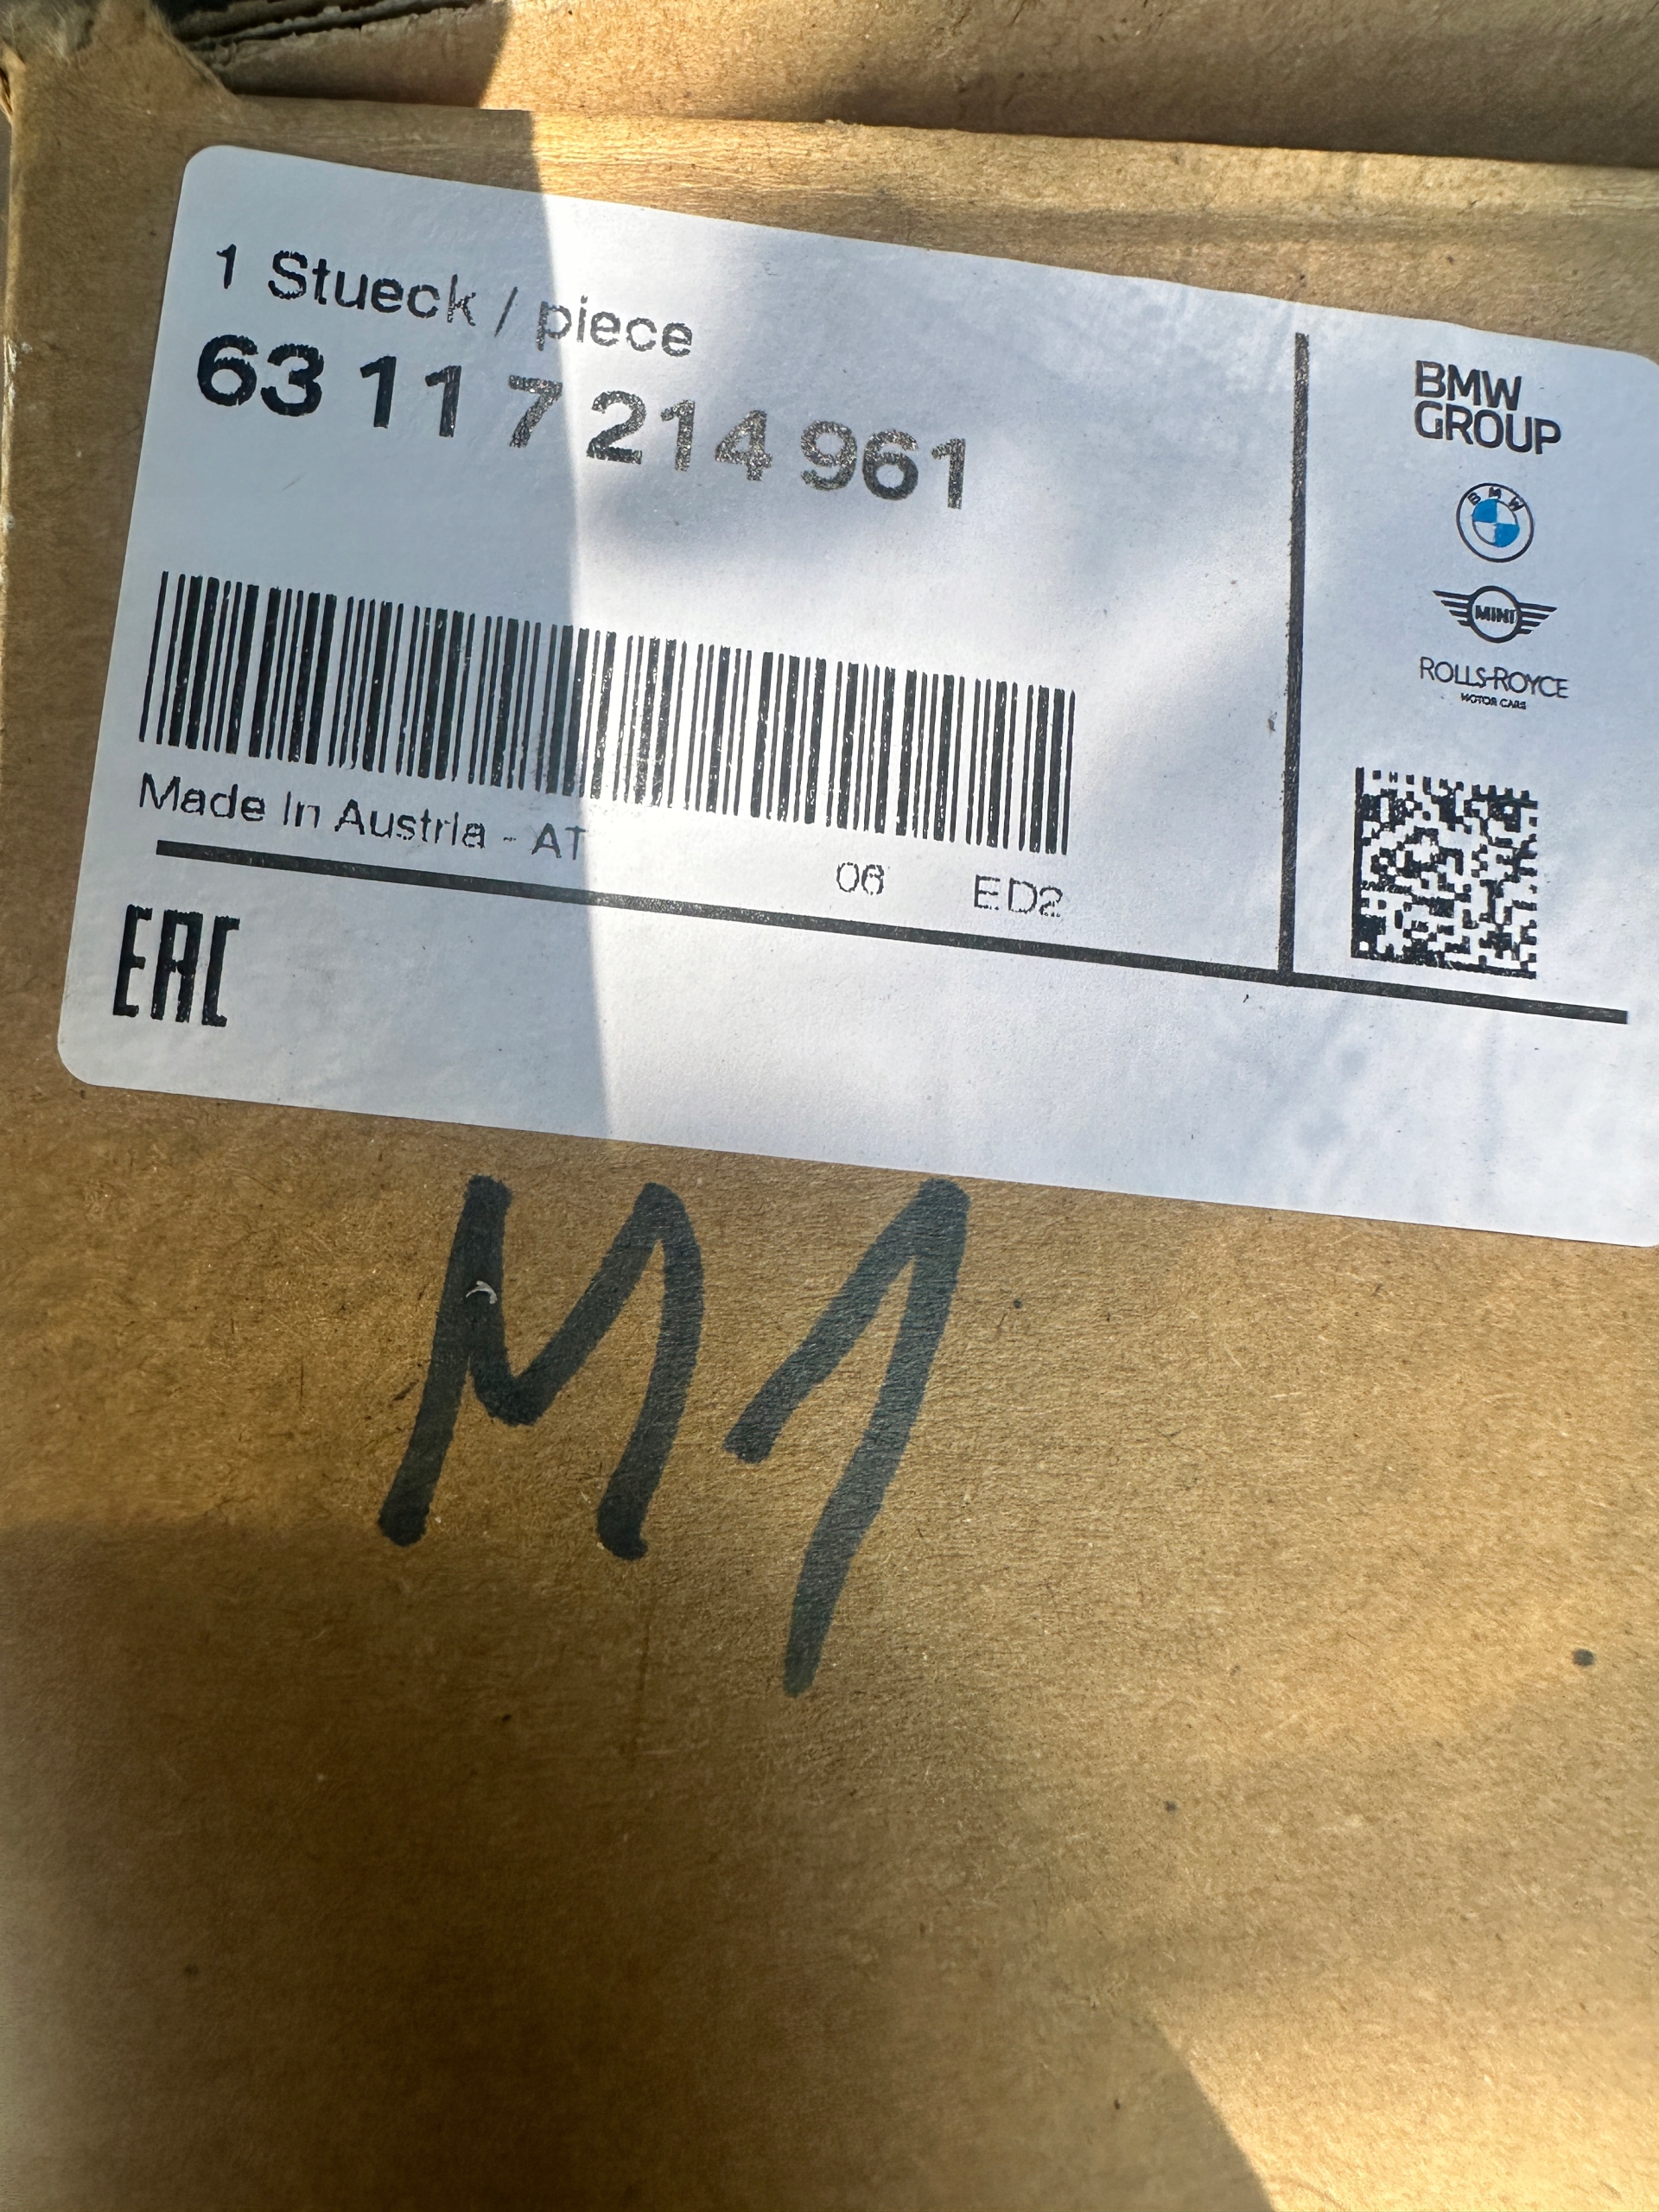 1 Stueck / piece
63 11 7 214 961
Made In Austria - AT
06 ED2
EAC
BMW
GROUP
BMW
MINI
ROLLS-ROYCE
MOTOR CARS
M1